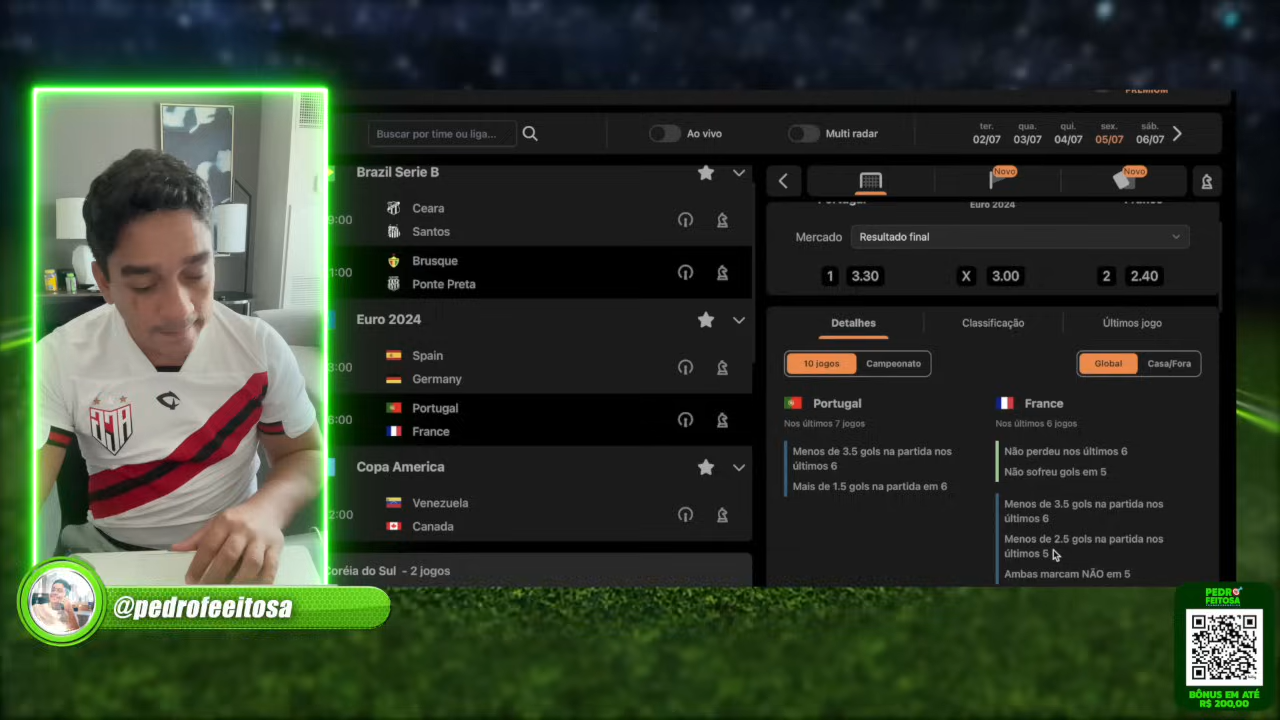 PREMIUM
Buscar por time ou liga...
Ao vivo
Multi radar
ter.
02/07
qua.
03/07
qui.
04/07
sex.
05/07
sáb.
06/07
Brazil Serie B
Ceara
Santos
Brusque
1:00
Ponte Preta
Euro 2024
Spain
Germany
Portugal
France
Copa America
Venezuela
Canada
2:00
Coréia do Sul - 2 jogos
Novo
Novo
Portugal
Euro 2024
France
Mercado
Resultado final
1 3.30
X 3.00
2 2.40
Detalhes
Classificação
Últimos jogo
10 jogos
Campeonato
Global
Casa/Fora
Portugal
Nos últimos 7 jogos
Menos de 3.5 gols na partida nos
últimos 6
Mais de 1.5 gols na partida em 6
France
Nos últimos 6 jogos
Não perdeu nos últimos 6
Não sofreu gols em 5
Menos de 3.5 gols na partida nos
últimos 6
Menos de 2.5 gols na partida nos
últimos 5
Ambas marcam NÃO em 5
@pedrofeeitosa
PEDRO
FEITOSA
BÔNUS EM ATÉ
R$ 200,00